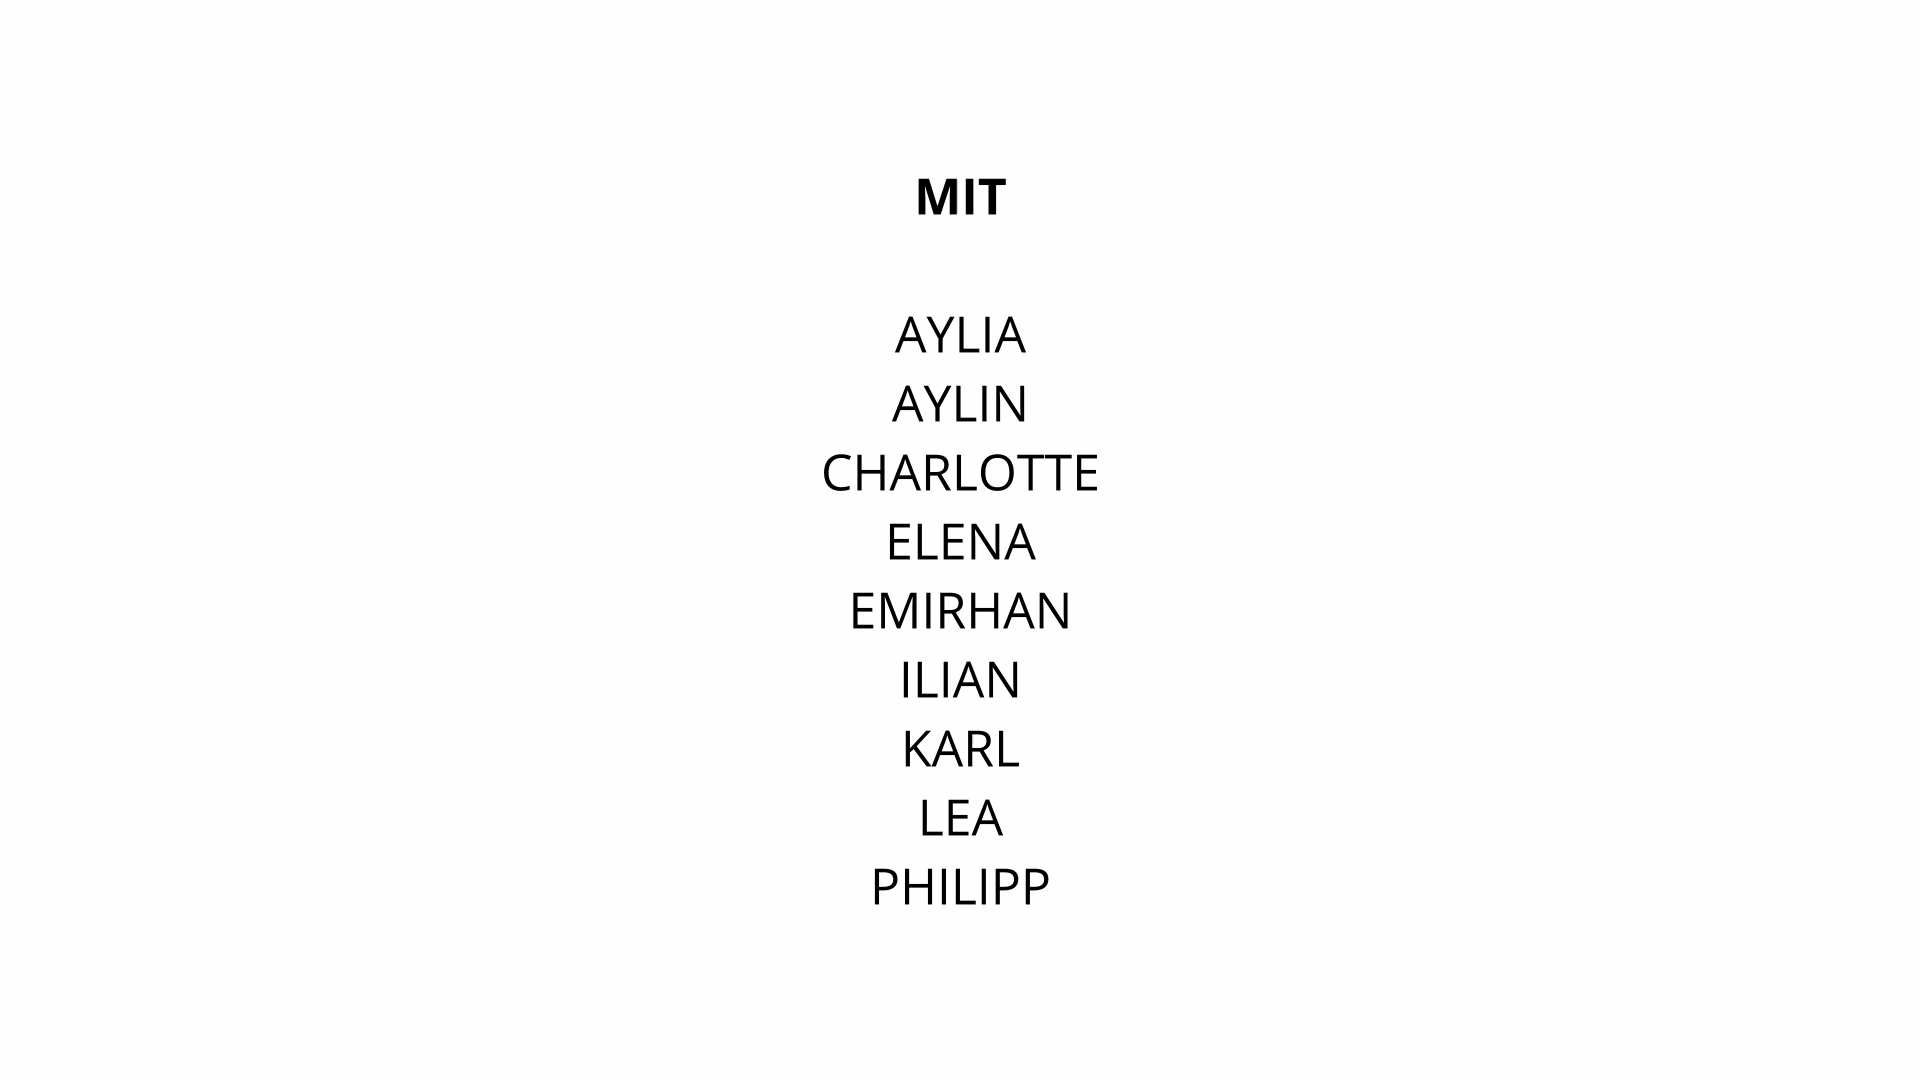 MIT
AYLIA
AYLIN
CHARLOTTE
ELENA
EMIRHAN
ILIAN
KARL
LEA
PHILIPP